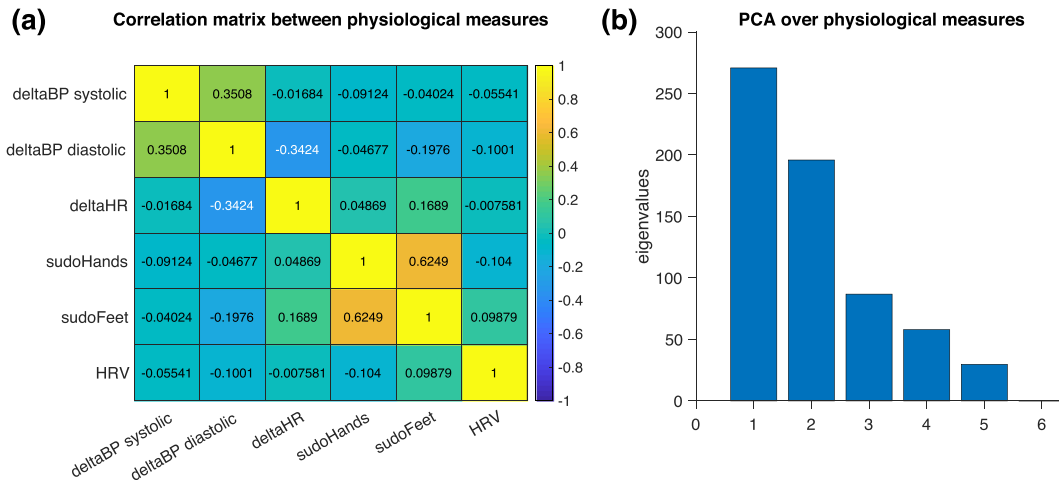 (a) Correlation matrix between physiological measures
deltaBP systolic 1 0.3508 -0.01684 -0.09124 -0.04024 -0.05541
deltaBP diastolic 0.3508 1 -0.3424 -0.04677 -0.1976 -0.1001
deltaHR -0.01684 -0.3424 1 0.04869 0.1689 -0.007581
sudoHands -0.09124 -0.04677 0.04869 1 0.6249 -0.104
sudoFeet -0.04024 -0.1976 0.1689 0.6249 1 0.09879
HRV -0.05541 -0.1001 -0.007581 -0.104 0.09879 1
deltaBP systolic
deltaBP diastolic
deltaHR
sudoHands
sudoFeet
HRV
1
0.8
0.6
0.4
0.2
0
-0.2
-0.4
-0.6
-0.8
-1
(b) PCA over physiological measures
eigenvalues
300
250
200
150
100
50
0
0 1 2 3 4 5 6